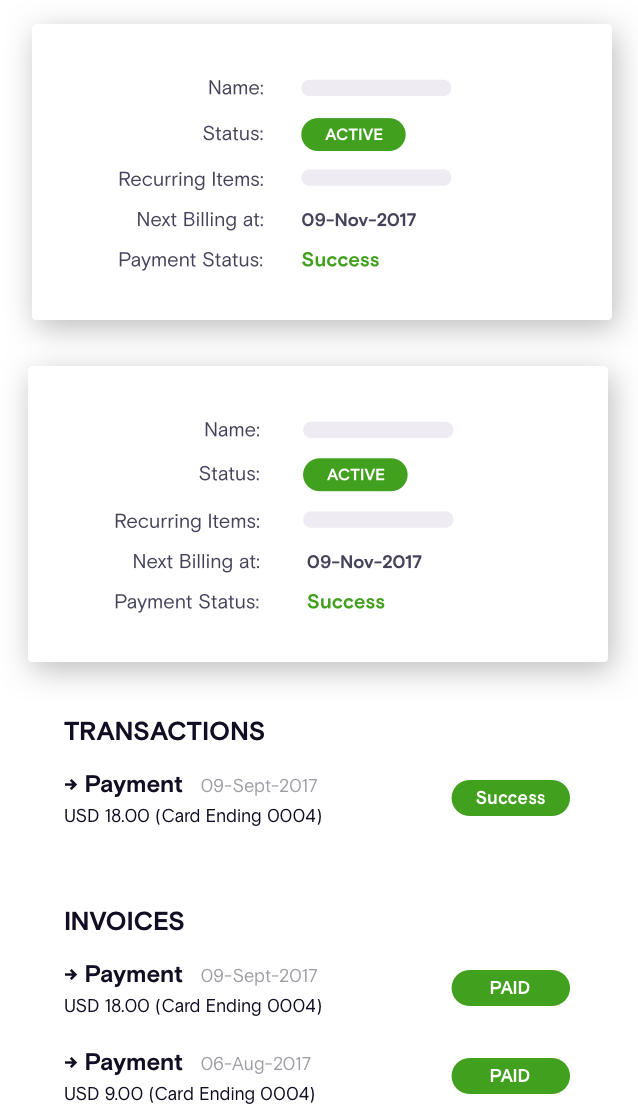 Name:
Status: ACTIVE
Recurring Items:
Next Billing at: 09-Nov-2017
Payment Status: Success
Name:
Status: ACTIVE
Recurring Items:
Next Billing at: 09-Nov-2017
Payment Status: Success
TRANSACTIONS
→ Payment 09-Sept-2017
Success
USD 18.00 (Card Ending 0004)
INVOICES
→ Payment 09-Sept-2017
PAID
USD 18.00 (Card Ending 0004)
→ Payment 06-Aug-2017
PAID
USD 9.00 (Card Ending 0004)